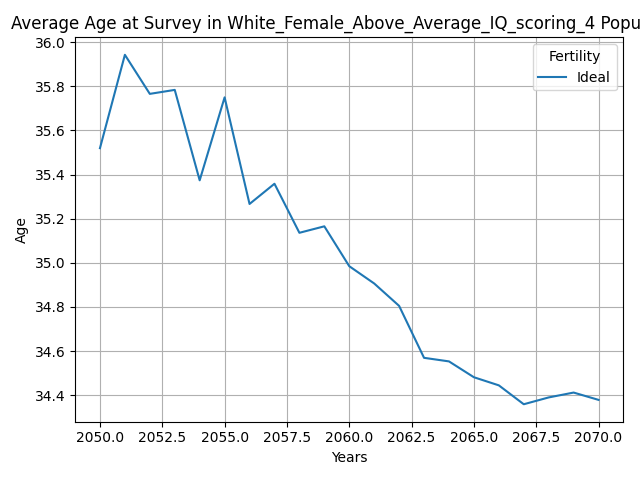 Average Age at Survey in White_Female_Above_Average_IQ_scoring_4 Popu
Fertility
Ideal
36.0
35.8
35.6
35.4
35.2
35.0
34.8
34.6
34.4
Age
2050.0 2052.5 2055.0 2057.5 2060.0 2062.5 2065.0 2067.5 2070.0
Years